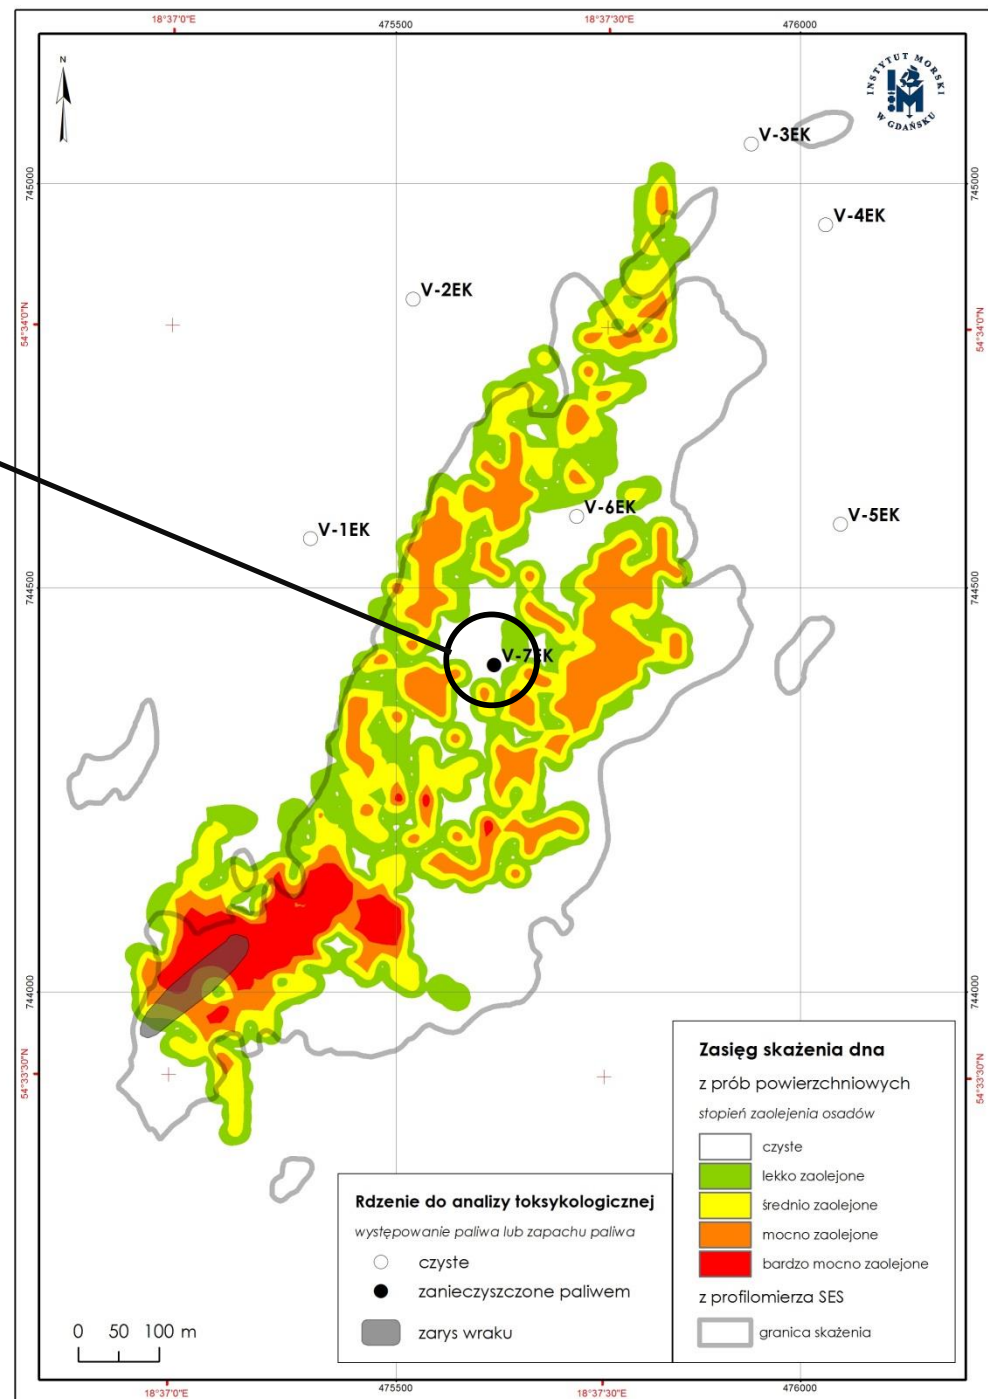 18°37'0"E
475500
18°37'30"E
476000
N
INSTYTUT MORSKI
W GDAŃSKU
V-3EK
745000
745000
V-4EK
V-2EK
54°34'0"N
54°34'0"N
V-6EK
V-5EK
V-1EK
744500
744500
V-7EK
744000
744000
54°33'30"N
54°33'30"N
Zasięg skażenia dna
z prób powierzchniowych
stopień zaolejenia osadów
czyste
lekko zaolejone
średnio zaolejone
mocno zaolejone
bardzo mocno zaolejone
z profilomierza SES
granica skażenia
Rdzenie do analizy toksykologicznej
występowanie paliwa lub zapachu paliwa
czyste
zanieczyszczone paliwem
zarys wraku
0 50 100 m
18°37'0"E
475500
18°37'30"E
476000